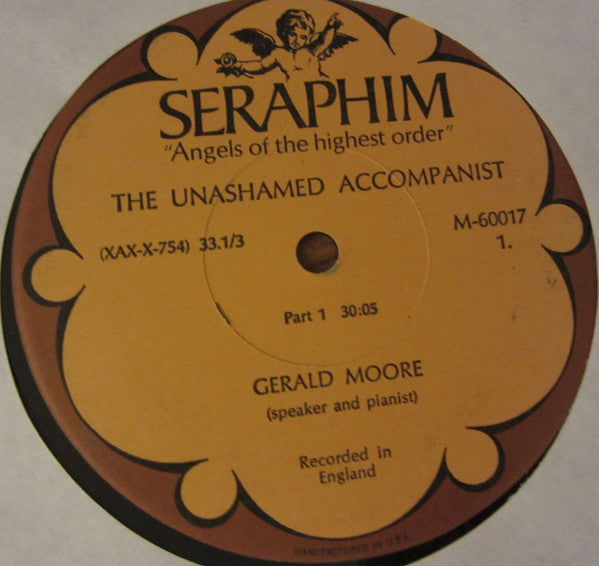 SERAPHIM
"Angels of the highest order"
THE UNASHAMED ACCOMPANIST
(XAX-X-754) 33.1/3
M-60017
1.
Part 1 30:05
GERALD MOORE
(speaker and pianist)
Recorded in
England
MANUFACTURED IN U.S.A.